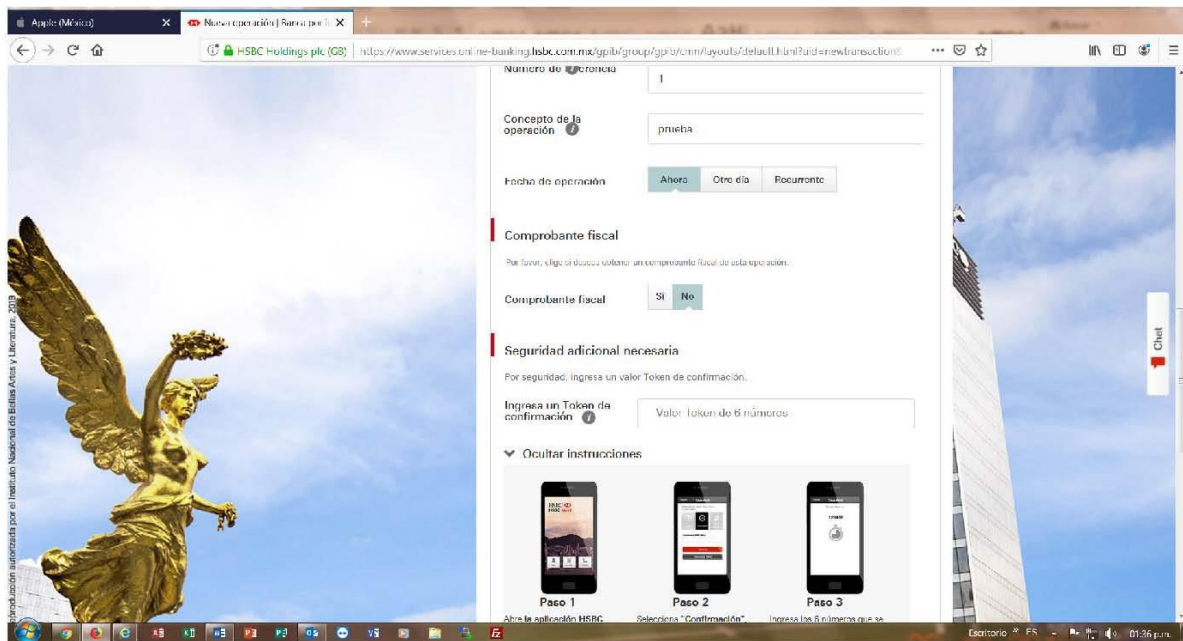 Apple (México)
Nueva operación | Banca por I
HSBC Holdings plc (GB)
https://www.services.online-banking.hsbc.com.mx/gpib/group/gpib/cmn/layouts/default.html?uid=newtransaction
Número de referencia
1
Concepto de la
operación
prueba
Fecha de operación
Ahora
Otro día
Recurrente
Comprobante fiscal
Por favor, elige si deseas obtener un comprobante fiscal de esta operación.
Comprobante fiscal
Sí
No
Seguridad adicional necesaria
Por seguridad, ingresa un valor Token de confirmación.
Ingresa un Token de
confirmación
Valor Token de 6 números
Ocultar instrucciones
Paso 1
Paso 2
Paso 3
Abre la aplicación HSBC
Selecciona "Confirmación",
Ingresa los 6 números que se
Chat
producción autorizada por el Instituto Nacional de Bellas Artes y Literatura, 2019
Escritorio
ES
01:36 p.m.